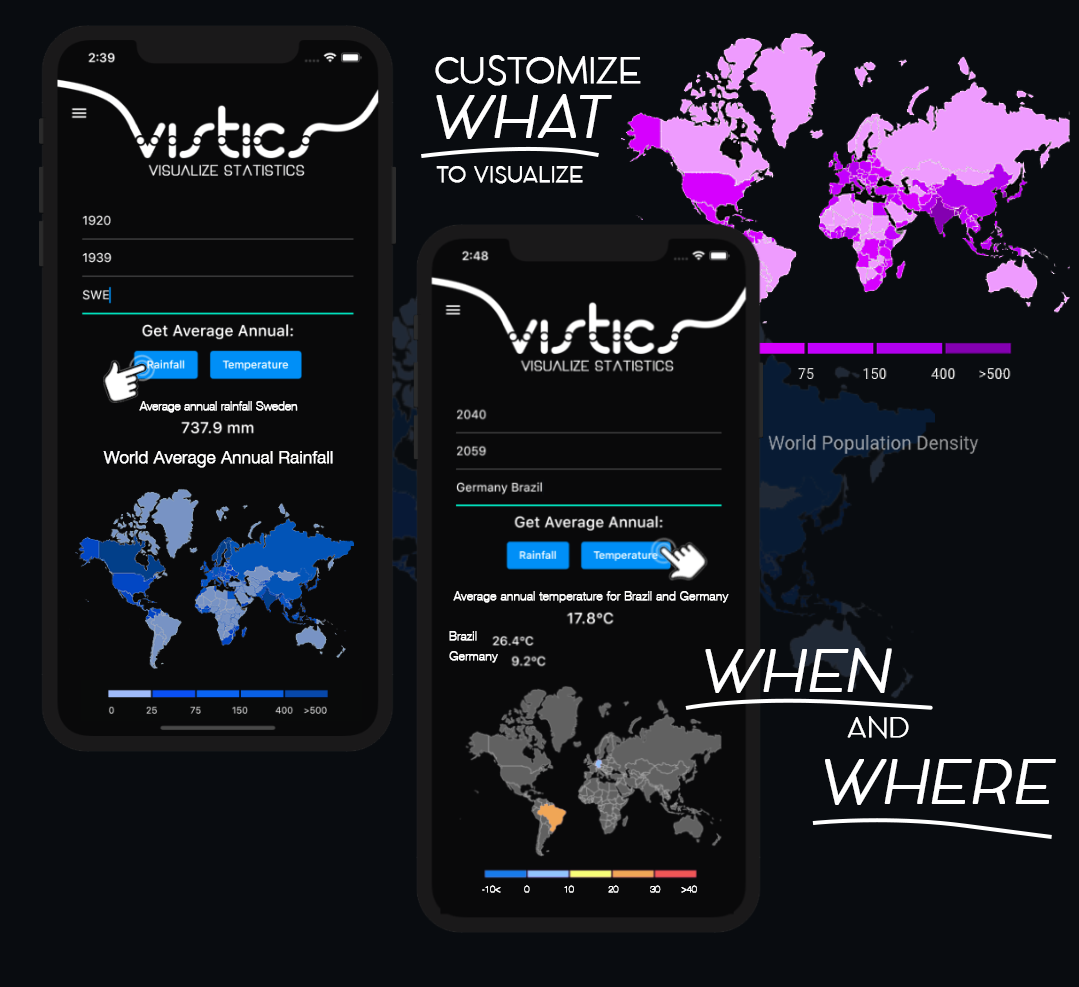 2:39
vistics
VISUALIZE STATISTICS
1920
1939
SWE
Get Average Annual:
Rainfall
Temperature
Average annual rainfall Sweden
737.9 mm
World Average Annual Rainfall
0 25 75 150 400 >500
CUSTOMIZE
WHAT
TO VISUALIZE
75 150 400 >500
World Population Density
2:48
vistics
VISUALIZE STATISTICS
2040
2059
Germany Brazil
Get Average Annual:
Rainfall
Temperature
Average annual temperature for Brazil and Germany
17.8°C
Brazil 26.4°C
Germany 9.2°C
-10< 0 10 20 30 >40
WHEN
AND
WHERE